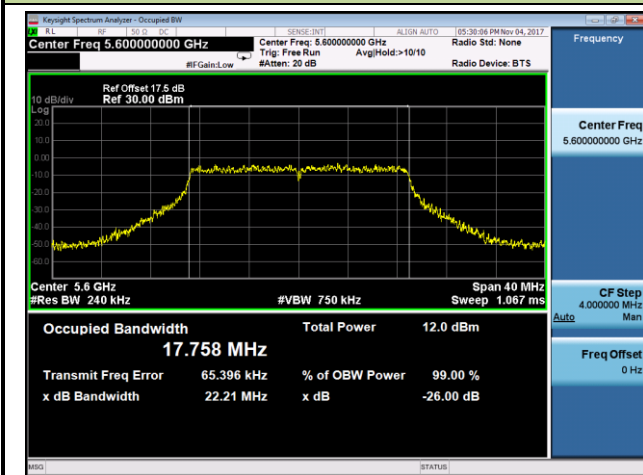 Keysight Spectrum Analyzer - Occupied BW
RL RF 50 Ω DC SENSE:INT ALIGN AUTO 05:30:06 PM Nov 04, 2017
Center Freq 5.600000000 GHz
Center Freq: 5.600000000 GHz Radio Std: None
Trig: Free Run Avg|Hold:>10/10
#IFGain:Low #Atten: 20 dB Radio Device: BTS
Ref Offset 17.5 dB
10 dB/div Ref 30.00 dBm
Log
20.0
10.0
0.00
-10.0
-20.0
-30.0
-40.0
-50.0
-60.0
Center 5.6 GHz Span 40 MHz
#Res BW 240 kHz #VBW 750 kHz Sweep 1.067 ms
Occupied Bandwidth Total Power 12.0 dBm
17.758 MHz
Transmit Freq Error 65.396 kHz % of OBW Power 99.00 %
x dB Bandwidth 22.21 MHz x dB -26.00 dB
MSG STATUS
Frequency
Center Freq
5.600000000 GHz
CF Step
4.000000 MHz
Auto Man
Freq Offset
0 Hz